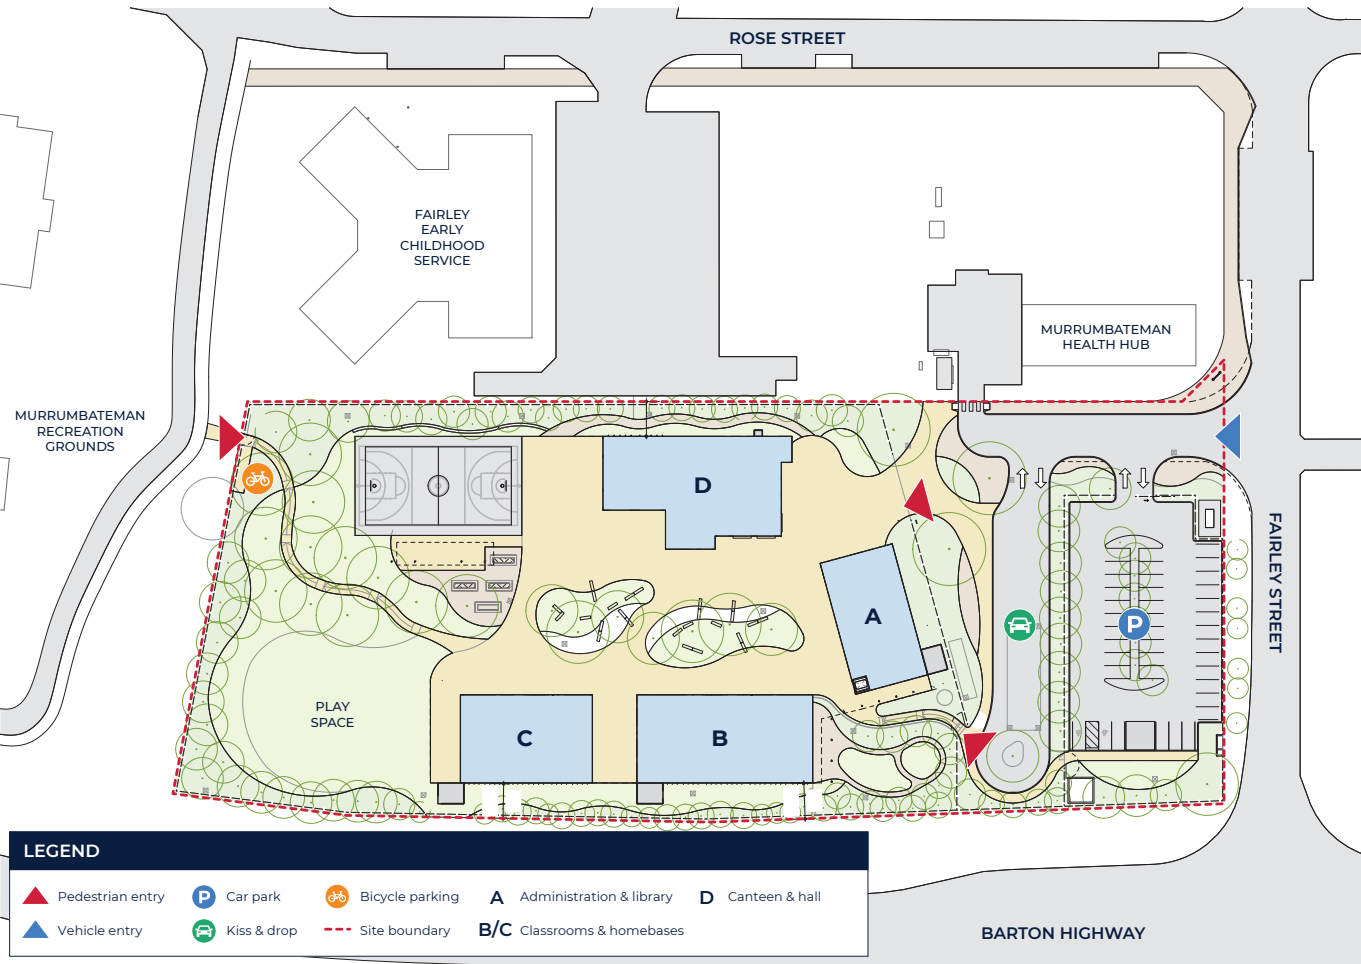 ROSE STREET
FAIRLEY
EARLY
CHILDHOOD
SERVICE
MURRUMBATEMAN
HEALTH HUB
MURRUMBATEMAN
RECREATION
GROUNDS
D
A
P
FAIRLEY STREET
PLAY
SPACE
C
B
LEGEND
Pedestrian entry
P Car park
Bicycle parking
A Administration & library
D Canteen & hall
Vehicle entry
Kiss & drop
Site boundary
B/C Classrooms & homebases
BARTON HIGHWAY